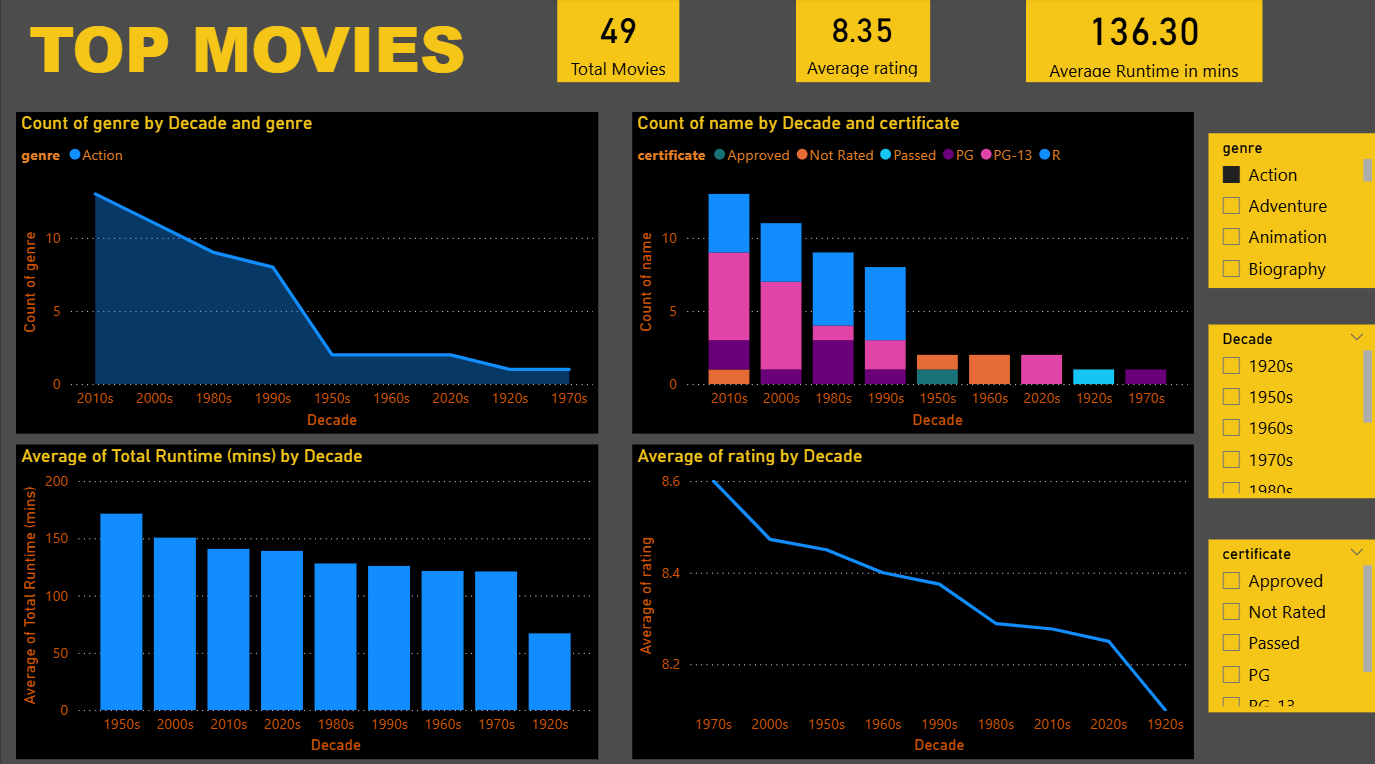 TOP MOVIES
49
Total Movies
8.35
Average rating
136.30
Average Runtime in mins
Count of genre by Decade and genre
genre Action
Count of genre
10
5
0
2010s 2000s 1980s 1990s 1950s 1960s 2020s 1920s 1970s
Decade
Count of name by Decade and certificate
certificate Approved Not Rated Passed PG PG-13 R
Count of name
10
5
0
2010s 2000s 1980s 1990s 1950s 1960s 2020s 1920s 1970s
Decade
genre
Action
Adventure
Animation
Biography
Decade
1920s
1950s
1960s
1970s
1980s
Average of Total Runtime (mins) by Decade
Average of Total Runtime (mins)
200
150
100
50
0
1950s 2000s 2010s 2020s 1980s 1990s 1960s 1970s 1920s
Decade
Average of rating by Decade
Average of rating
8.6
8.4
8.2
1970s 2000s 1950s 1960s 1990s 1980s 2010s 2020s 1920s
Decade
certificate
Approved
Not Rated
Passed
PG
PG-13